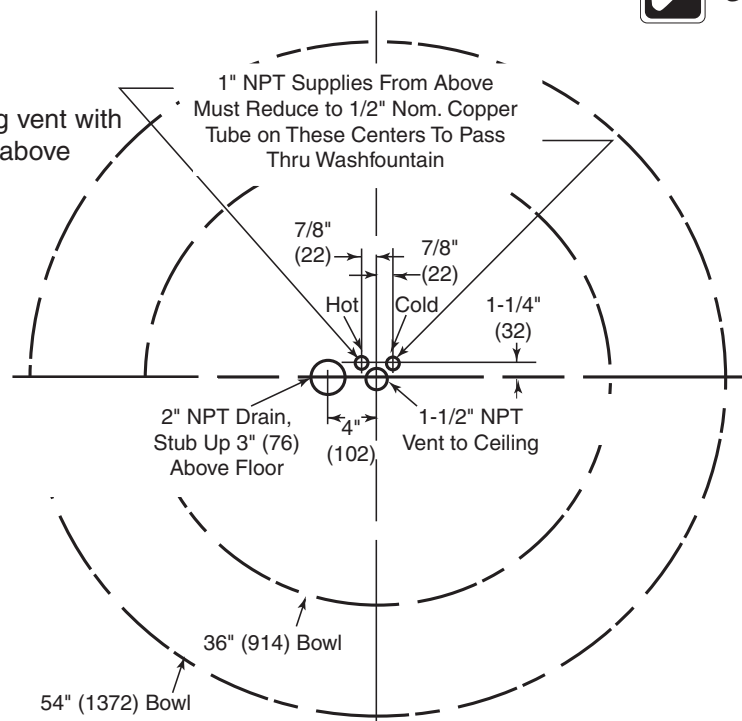 1" NPT Supplies From Above
Must Reduce to 1/2" Nom. Copper
Tube on These Centers To Pass
Thru Washfountain
g vent with
above
7/8"
(22)
7/8"
(22)
Hot
Cold
1-1/4"
(32)
2" NPT Drain,
Stub Up 3" (76)
Above Floor
4"
(102)
1-1/2" NPT
Vent to Ceiling
36" (914) Bowl
54" (1372) Bowl